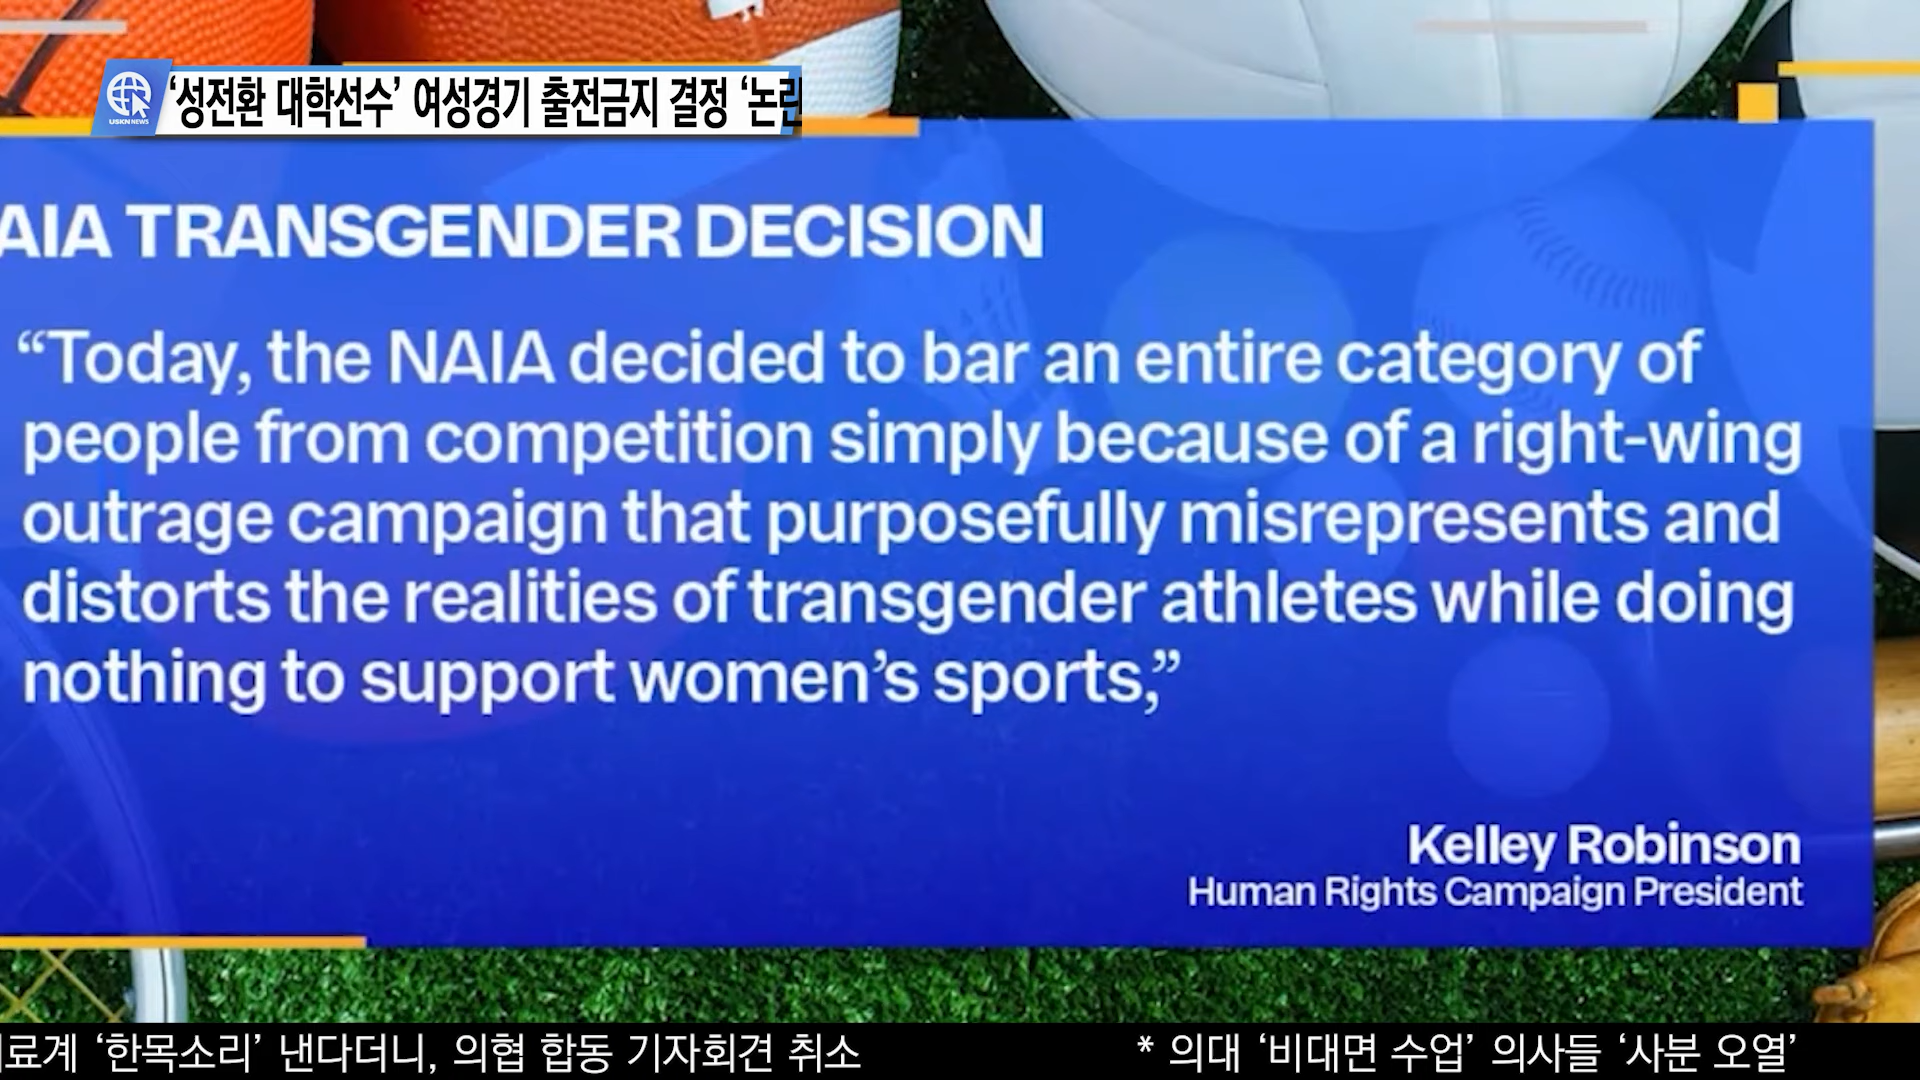 USKN NEWS
‘성전환 대학선수’ 여성경기 출전금지 결정 ‘논란
AIA TRANSGENDER DECISION
“Today, the NAIA decided to bar an entire category of
people from competition simply because of a right-wing
outrage campaign that purposefully misrepresents and
distorts the realities of transgender athletes while doing
nothing to support women’s sports,”
Kelley Robinson
Human Rights Campaign President
료계 ‘한목소리’ 낸다더니, 의협 합동 기자회견 취소 * 의대 ‘비대면 수업’ 의사들 ‘사분 오열’